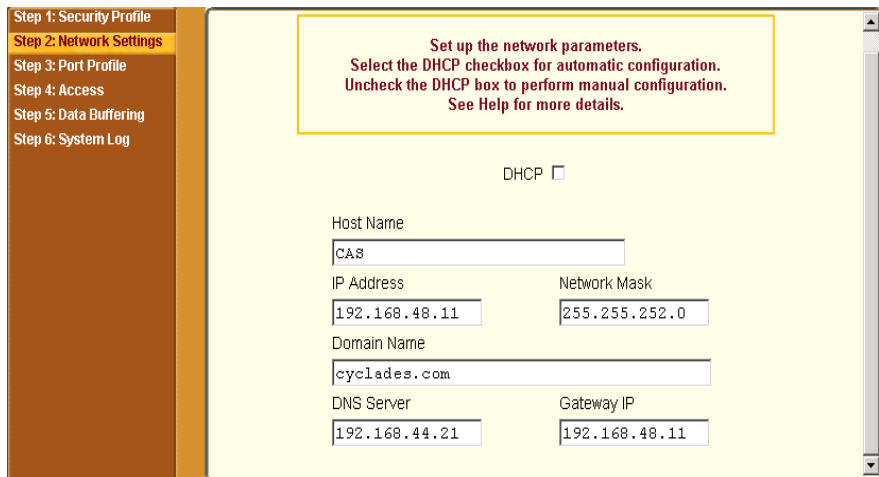 Step 1: Security Profile
Step 2: Network Settings
Step 3: Port Profile
Step 4: Access
Step 5: Data Buffering
Step 6: System Log
Set up the network parameters.
Select the DHCP checkbox for automatic configuration.
Uncheck the DHCP box to perform manual configuration.
See Help for more details.
DHCP
Host Name
CAS
IP Address Network Mask
192.168.48.11 255.255.252.0
Domain Name
cyclades.com
DNS Server Gateway IP
192.168.44.21 192.168.48.11